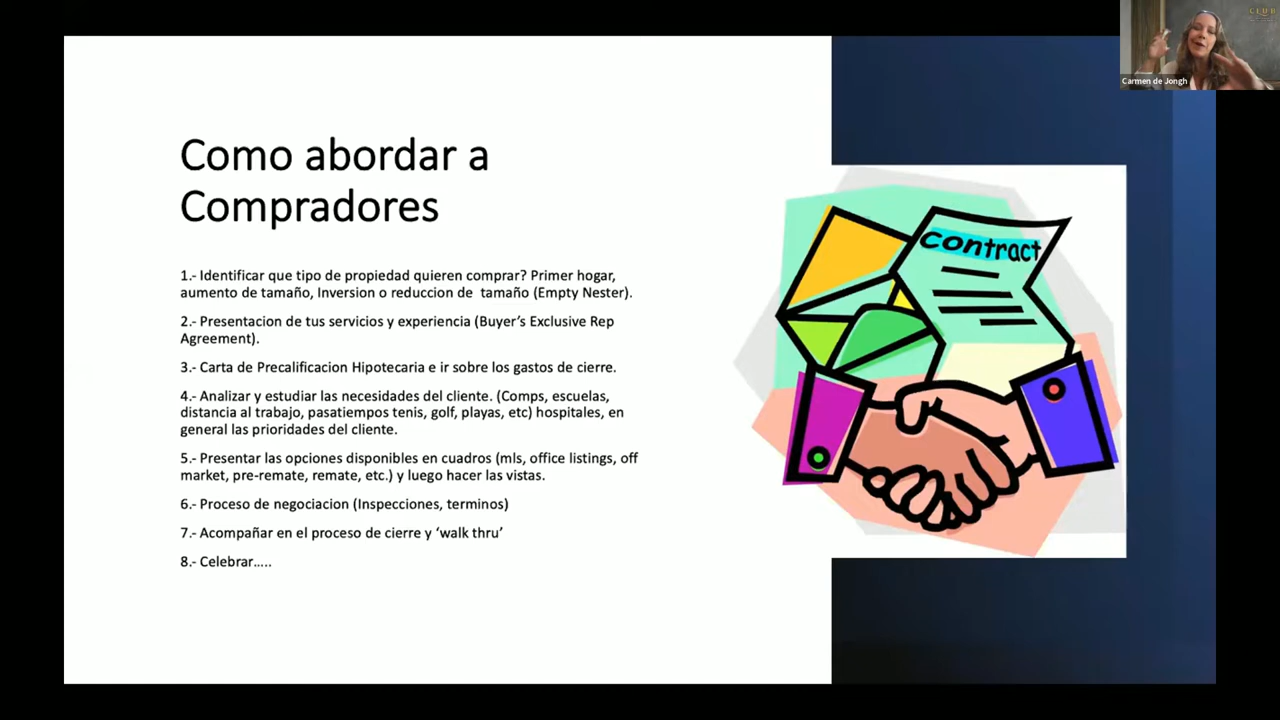 CLUB
Carmen de Jongh
Como abordar a
Compradores
contract
1.- Identificar que tipo de propiedad quieren comprar? Primer hogar,
aumento de tamaño, Inversion o reduccion de  tamaño (Empty Nester).
2.- Presentacion de tus servicios y experiencia (Buyer’s Exclusive Rep
Agreement).
3.- Carta de Precalificacion Hipotecaria e ir sobre los gastos de cierre.
4.- Analizar y estudiar las necesidades del cliente. (Comps, escuelas,
distancia al trabajo, pasatiempos tenis, golf, playas, etc) hospitales, en
general las prioridades del cliente.
5.- Presentar las opciones disponibles en cuadros (mls, office listings, off
market, pre-remate, remate, etc.) y luego hacer las vistas.
6.- Proceso de negociacion (Inspecciones, terminos)
7.- Acompañar en el proceso de cierre y ‘walk thru’
8.- Celebrar.....